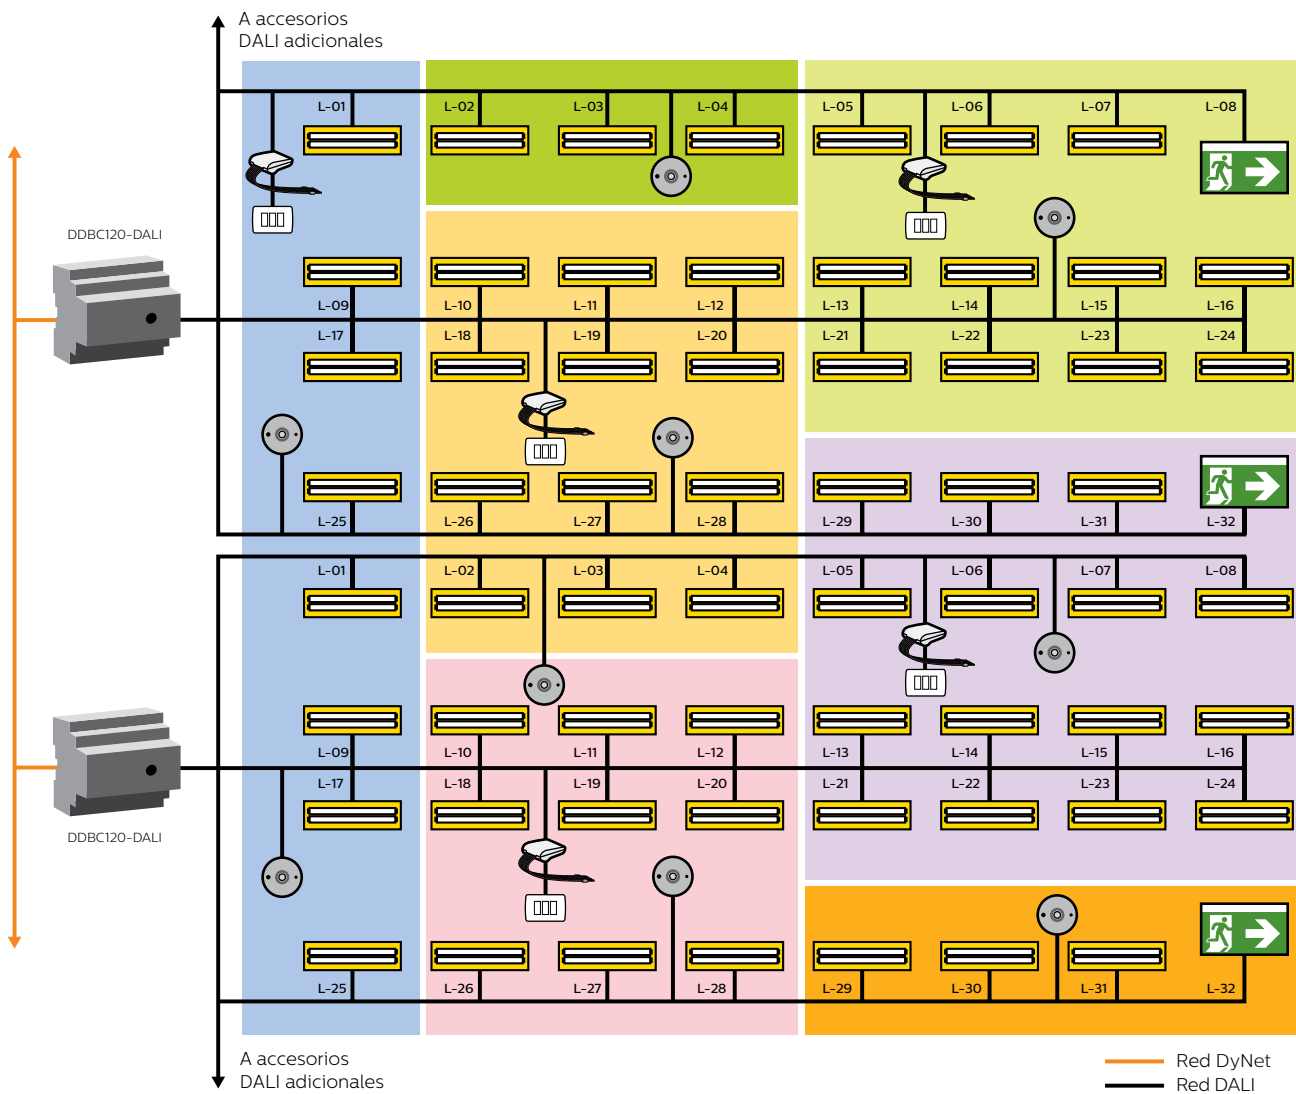 A accesorios
DALI adicionales
L-01
L-02
L-03
L-04
L-05
L-06
L-07
L-08
DDBC120-DALI
L-09
L-10
L-11
L-12
L-13
L-14
L-15
L-16
L-17
L-18
L-19
L-20
L-21
L-22
L-23
L-24
L-25
L-26
L-27
L-28
L-29
L-30
L-31
L-32
L-01
L-02
L-03
L-04
L-05
L-06
L-07
L-08
L-09
L-10
L-11
L-12
L-13
L-14
L-15
L-16
L-17
L-18
L-19
L-20
L-21
L-22
L-23
L-24
DDBC120-DALI
L-25
L-26
L-27
L-28
L-29
L-30
L-31
L-32
A accesorios
DALI adicionales
Red DyNet
Red DALI